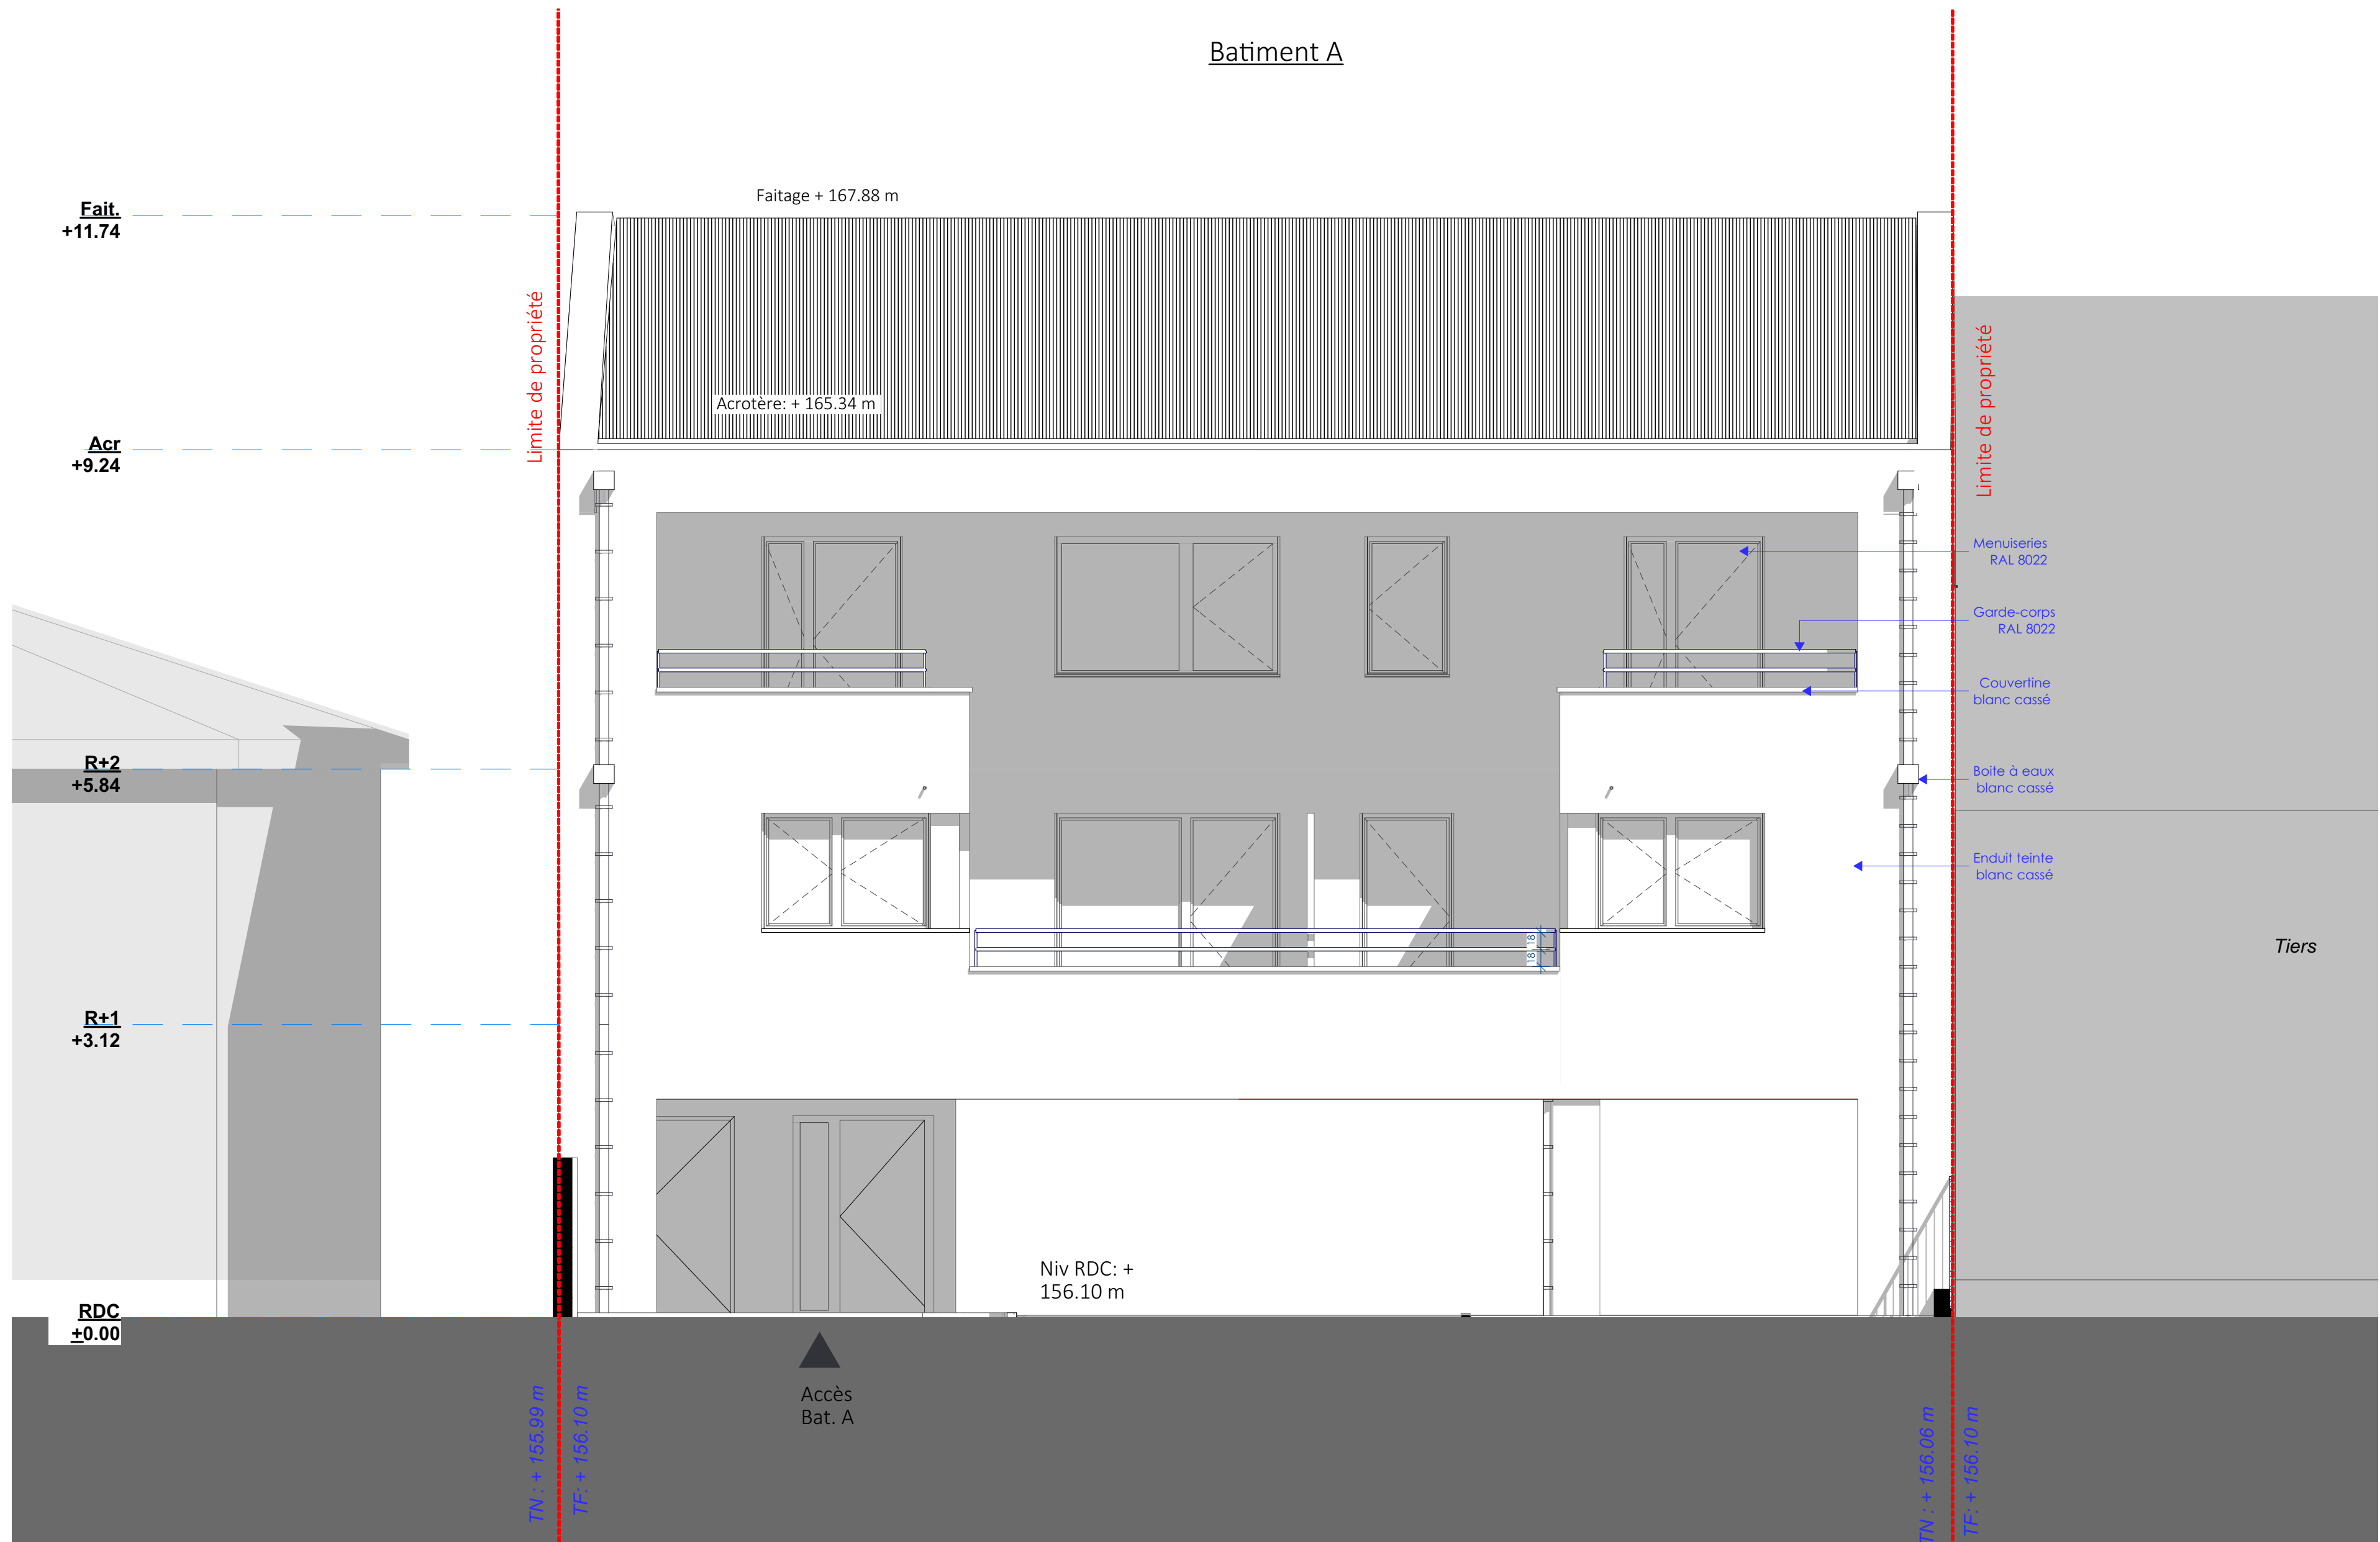 Batiment A
Faitage + 167.88 m
Fait.
+11.74
Limite de propriété
Limite de propriété
Acrotère: + 165.34 m
Acr
+9.24
Menuiseries
RAL 8022
Garde-corps
RAL 8022
Couvertine
blanc cassé
R+2
+5.84
Boite à eaux
blanc cassé
Enduit teinte
blanc cassé
18
18
Tiers
R+1
+3.12
Niv RDC: +
156.10 m
RDC
±0.00
Accès
Bat. A
TN : + 155.99 m
TF: + 156.10 m
TN : + 156.06 m
TF: + 156.10 m